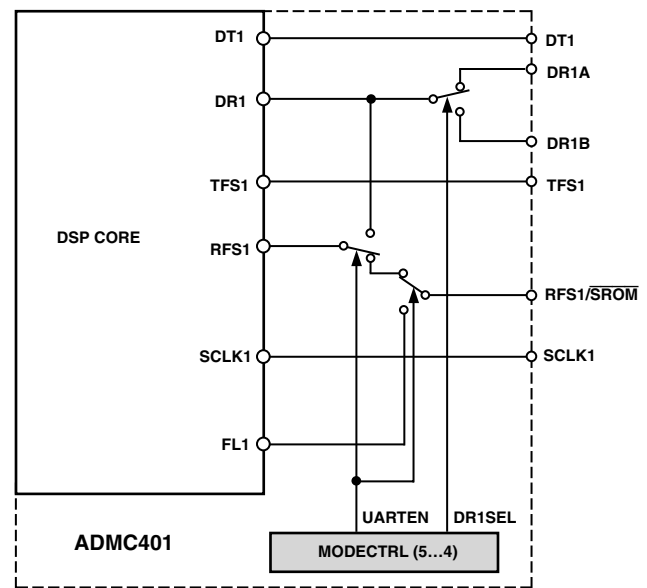 DT1
DT1
DR1A
DR1
DR1B
TFS1
TFS1
DSP CORE
RFS1
RFS1/SROM
SCLK1
SCLK1
FL1
UARTEN
DR1SEL
ADMC401
MODECTRL (5...4)